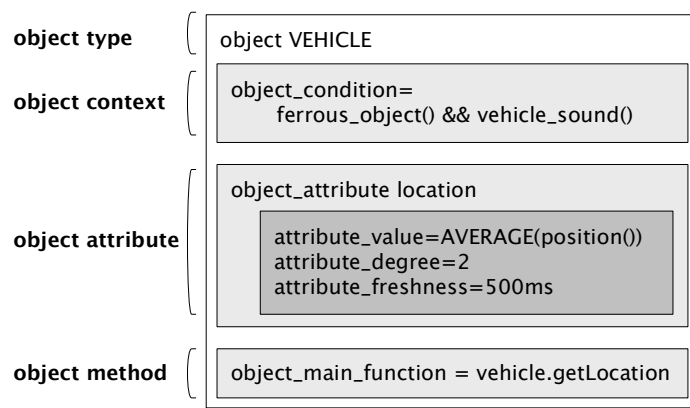 object type
object VEHICLE
object context
object_condition=
ferrous_object() && vehicle_sound()
object_attribute location
object attribute
attribute_value=AVERAGE(position())
attribute_degree=2
attribute_freshness=500ms
object method
object_main_function = vehicle.getLocation